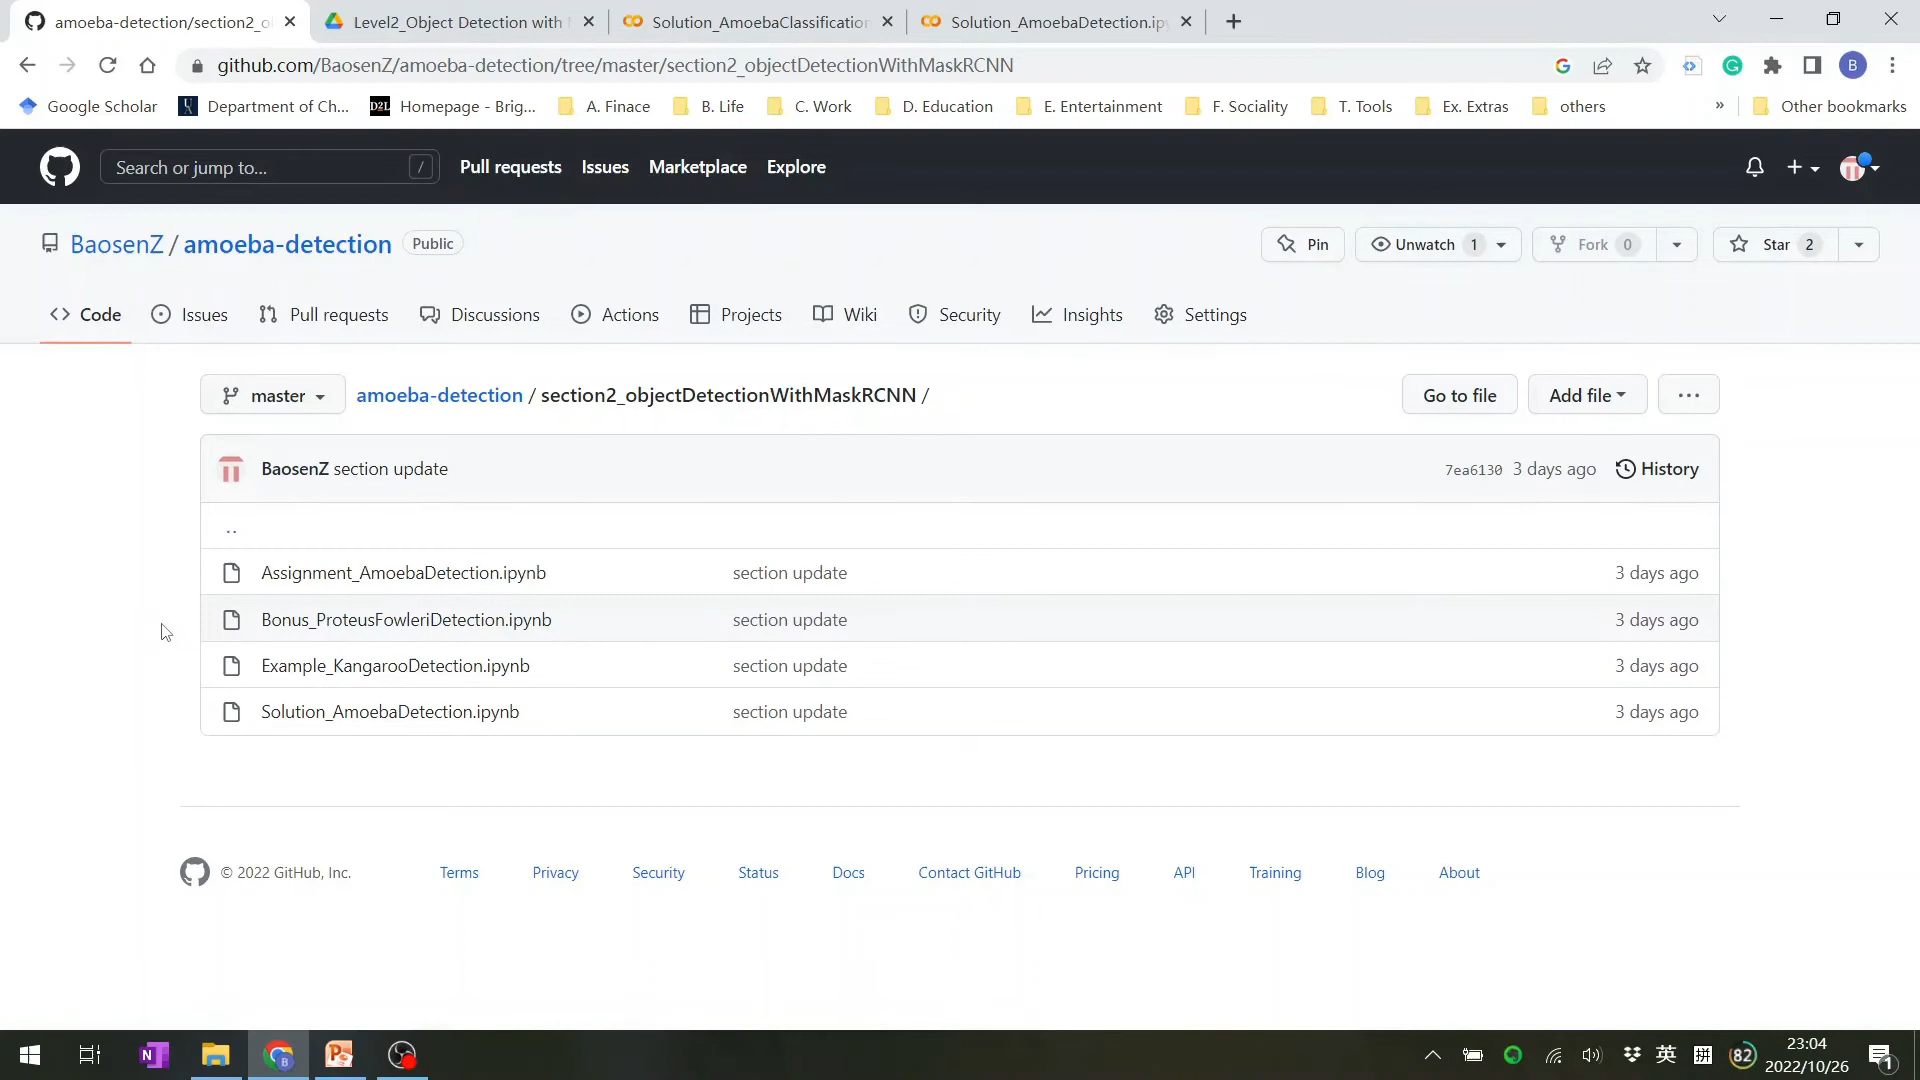 amoeba-detection/section2_o
Level2_Object Detection with
Solution_AmoebaClassification
Solution_AmoebaDetection.ip
github.com/BaosenZ/amoeba-detection/tree/master/section2_objectDetectionWithMaskRCNN
B
Google Scholar
Department of Ch...
D2L
Homepage - Brig...
A. Finace
B. Life
C. Work
D. Education
E. Entertainment
F. Sociality
T. Tools
Ex. Extras
others
»
Other bookmarks
Search or jump to...
/
Pull requests
Issues
Marketplace
Explore
BaosenZ / amoeba-detection
Public
Pin
Unwatch 1
Fork 0
Star 2
Code
Issues
Pull requests
Discussions
Actions
Projects
Wiki
Security
Insights
Settings
master
amoeba-detection / section2_objectDetectionWithMaskRCNN /
Go to file
Add file
...
BaosenZ section update
7ea6130 3 days ago
History
..
Assignment_AmoebaDetection.ipynb section update 3 days ago
Bonus_ProteusFowleriDetection.ipynb section update 3 days ago
Example_KangarooDetection.ipynb section update 3 days ago
Solution_AmoebaDetection.ipynb section update 3 days ago
© 2022 GitHub, Inc.
Terms
Privacy
Security
Status
Docs
Contact GitHub
Pricing
API
Training
Blog
About
英
拼
82
23:04
2022/10/26
1